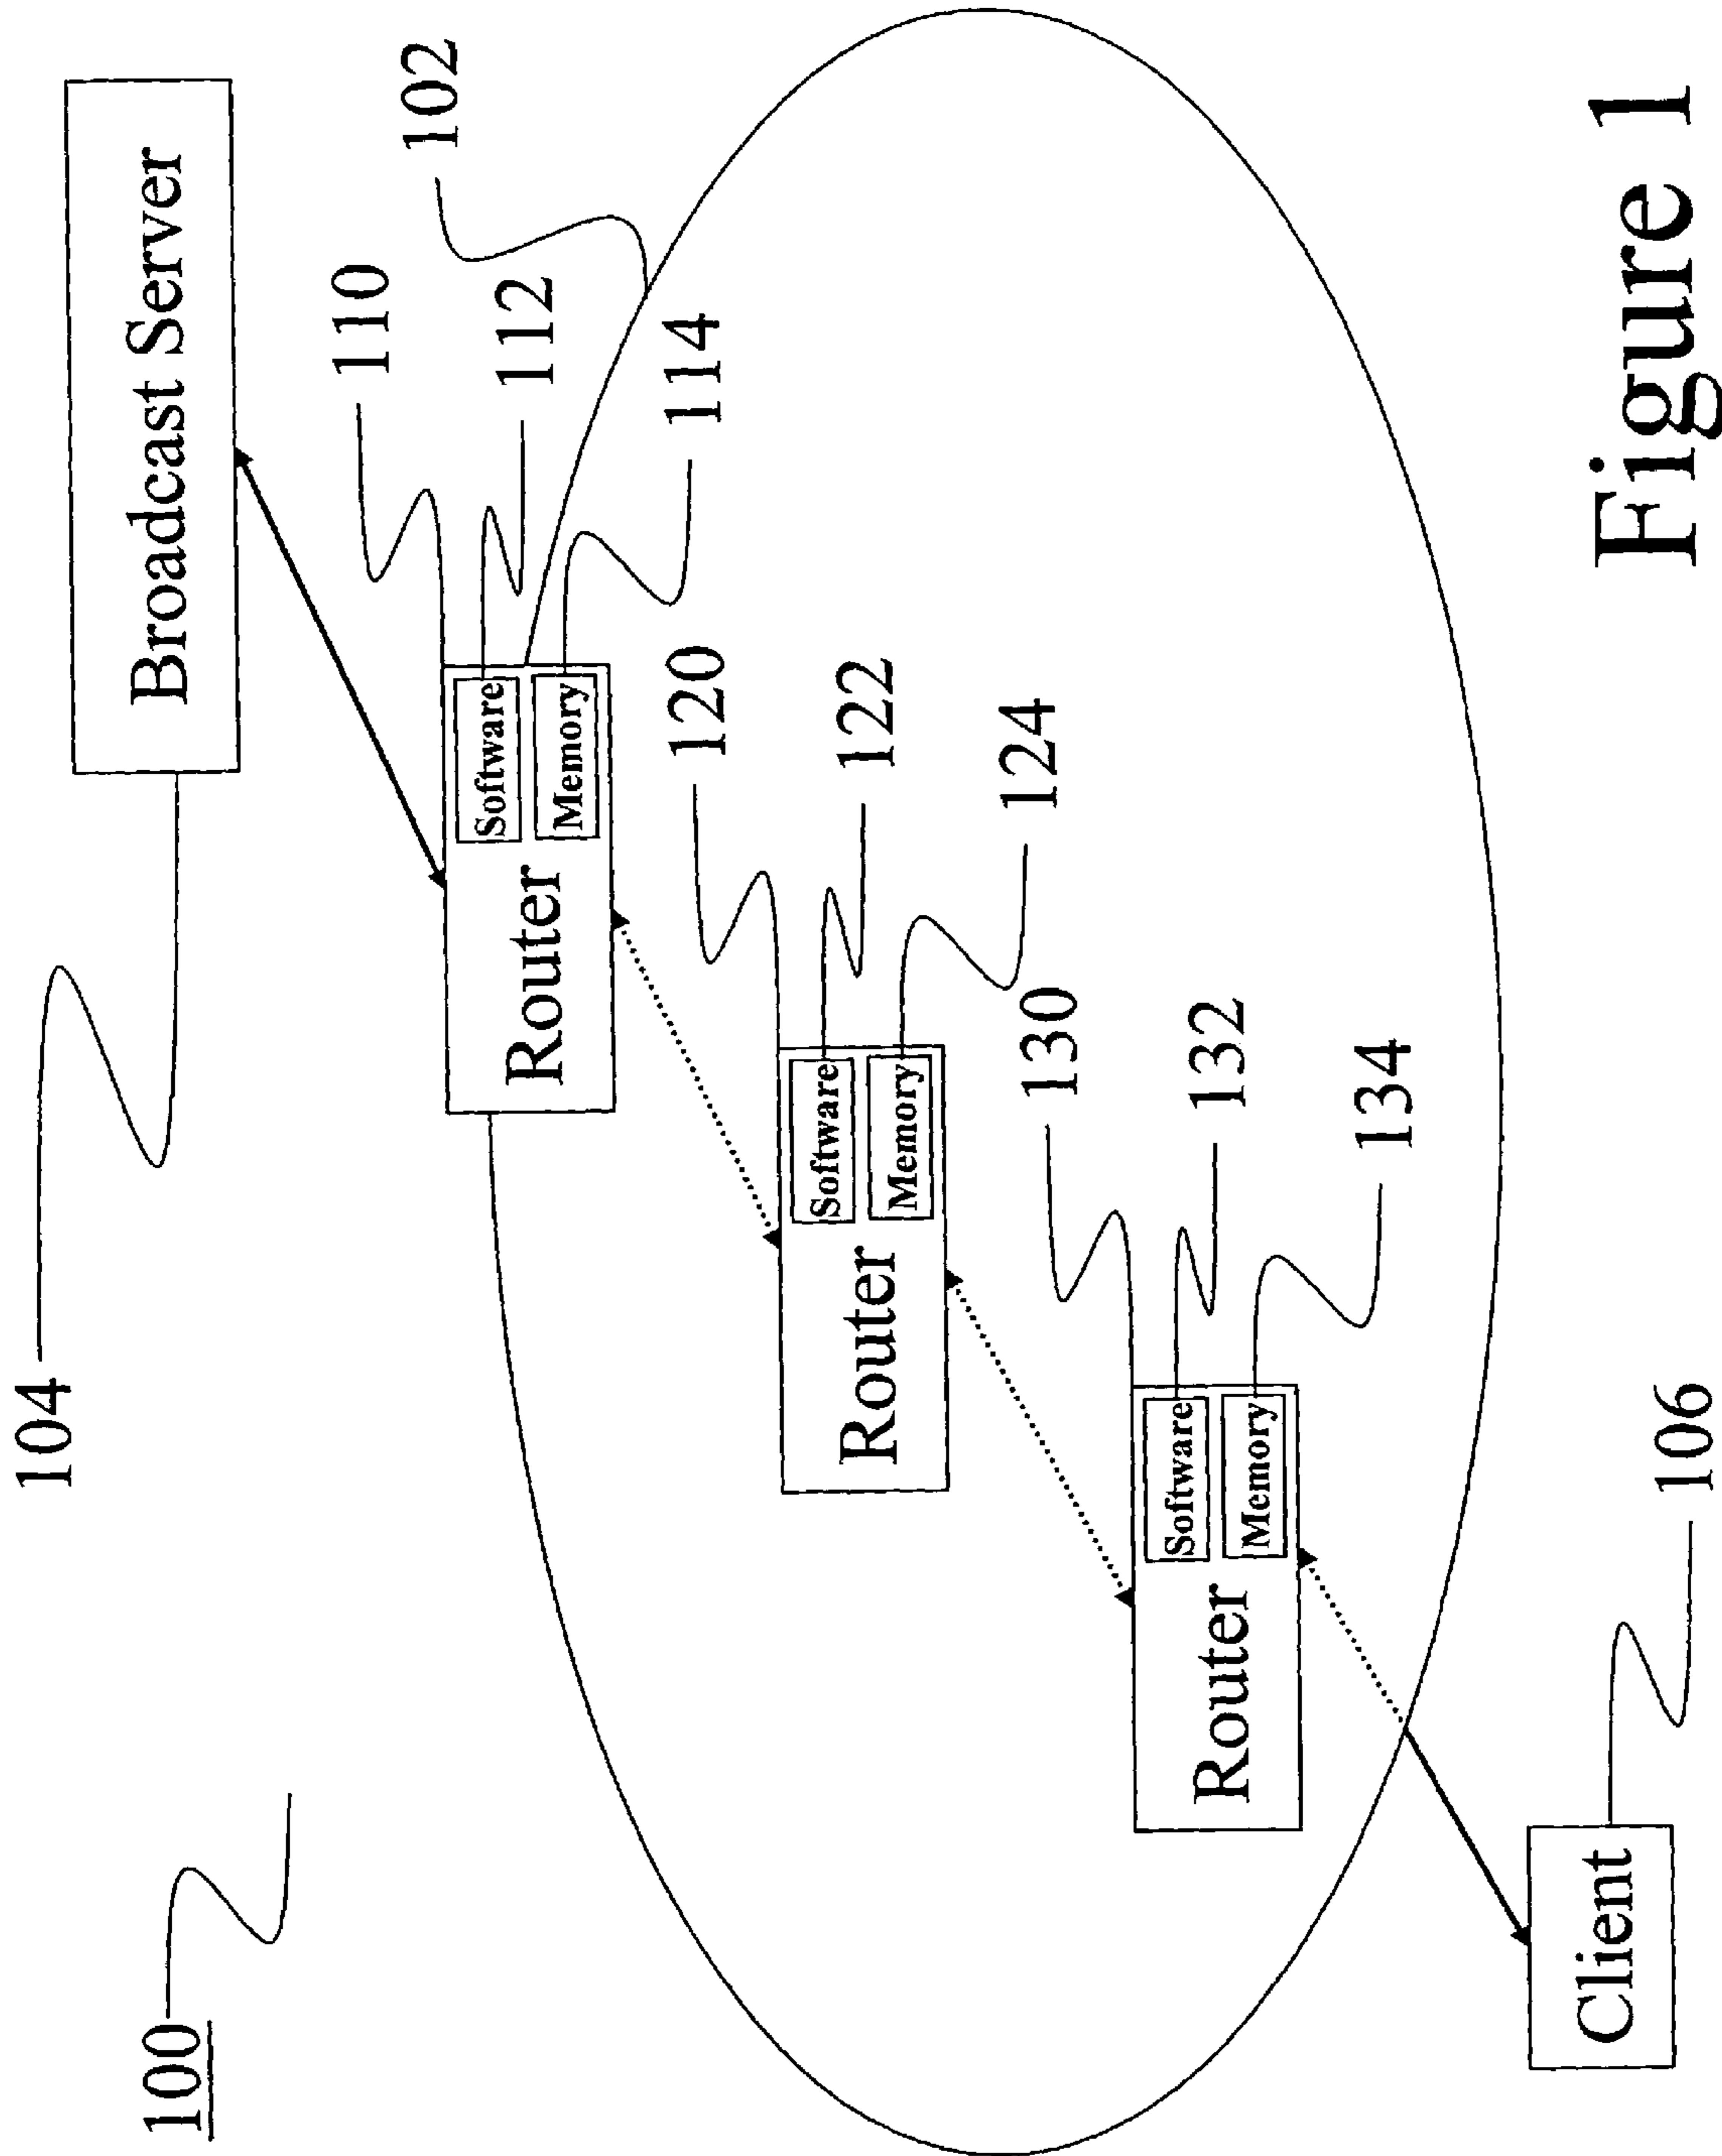 100
104
Broadcast Server
110
112
102
114
Router
Software
Memory
120
122
124
Router
Software
Memory
130
132
134
Router
Software
Memory
Client
106
Figure 1